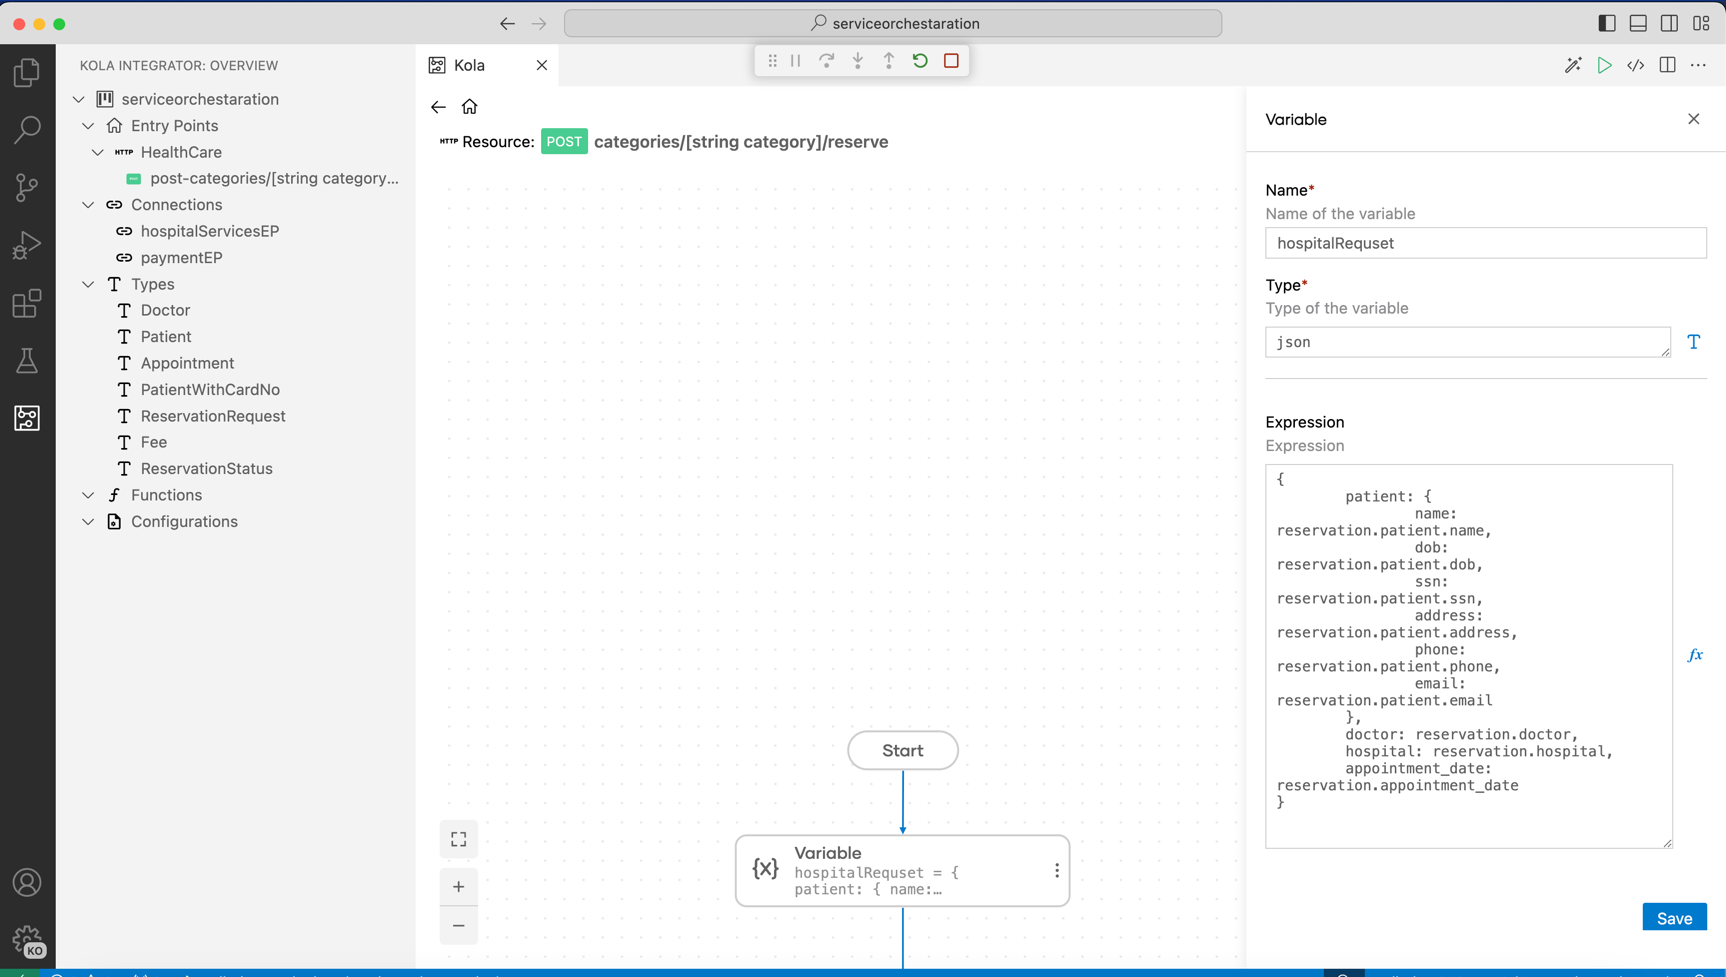 serviceorchestaration
KOLA INTEGRATOR: OVERVIEW
serviceorchestaration
Entry Points
HTTP HealthCare
post-categories/[string category...
Connections
hospitalServicesEP
paymentEP
Types
Doctor
Patient
Appointment
PatientWithCardNo
ReservationRequest
Fee
ReservationStatus
Functions
Configurations
KO
Kola
HTTP Resource: POST categories/[string category]/reserve
Start
{x} Variable
hospitalRequset = {
patient: { name:…
Variable
Name*
Name of the variable
hospitalRequset
Type*
Type of the variable
json
T
Expression
Expression
{
patient: {
name:
reservation.patient.name,
dob:
reservation.patient.dob,
ssn:
reservation.patient.ssn,
address:
reservation.patient.address,
phone:
reservation.patient.phone,
email:
reservation.patient.email
},
doctor: reservation.doctor,
hospital: reservation.hospital,
appointment_date:
reservation.appointment_date
}
fx
Save